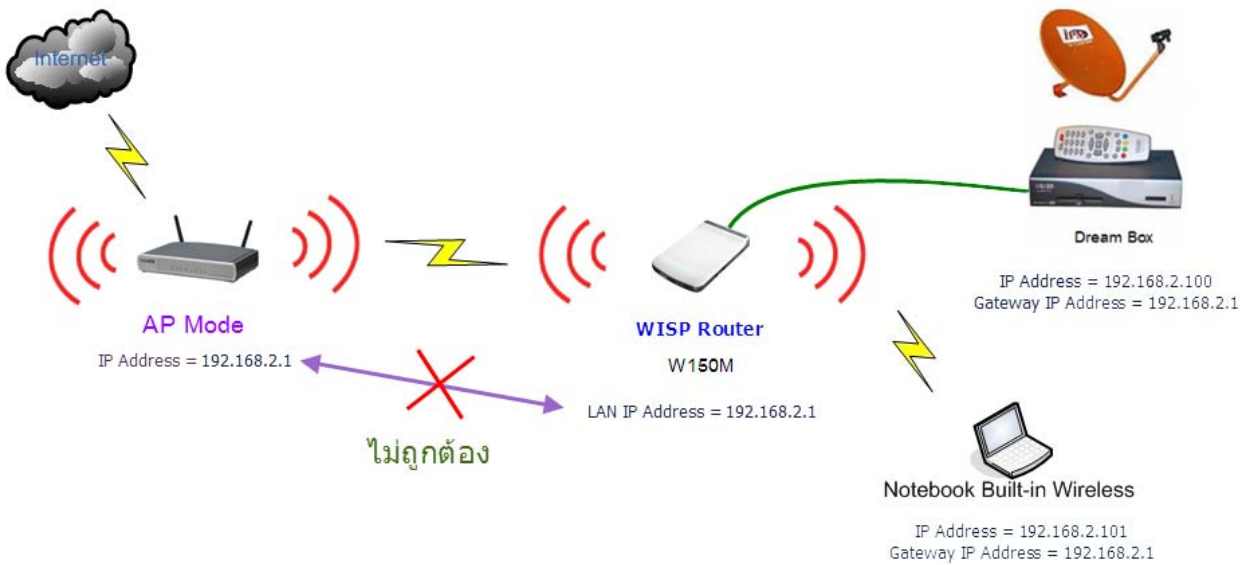 Internet
AP Mode
IP Address = 192.168.2.1
ไม่ถูกต้อง
WISP Router
W150M
LAN IP Address = 192.168.2.1
Dream Box
IP Address = 192.168.2.100
Gateway IP Address = 192.168.2.1
Notebook Built-in Wireless
IP Address = 192.168.2.101
Gateway IP Address = 192.168.2.1